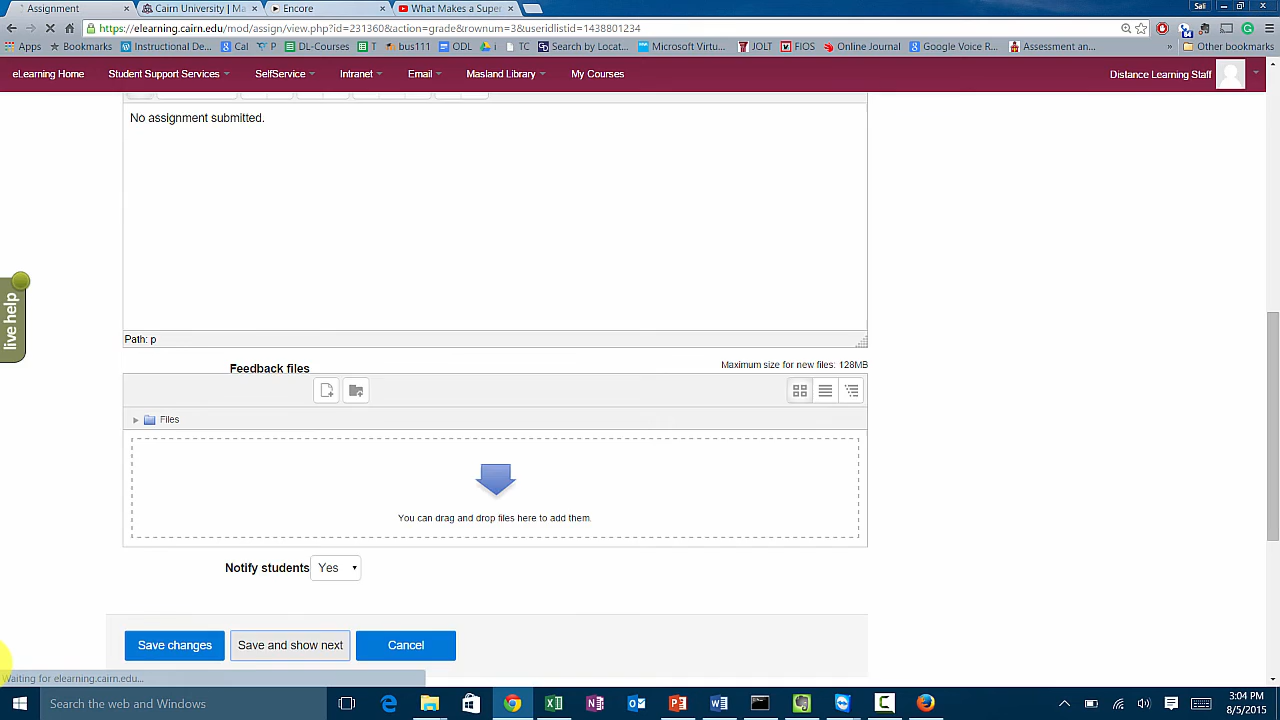 Assignment
Cairn University | Ma
Encore
What Makes a Super
Sall
https://elearning.cairn.edu/mod/assign/view.php?id=231360&action=grade&rownum=3&useridlistid=1438801234
Apps Bookmarks Instructional De... Cal P DL-Courses T bus111 ODL TC Search by Locat... Microsoft Virtu... JOLT FIOS Online Journal Google Voice R... Assessment an... » Other bookmarks
eLearning Home Student Support Services SelfService Intranet Email Masland Library My Courses Distance Learning Staff
No assignment submitted.
live help
Path: p
Feedback files
Maximum size for new files: 128MB
Files
You can drag and drop files here to add them.
Notify students Yes
Save changes Save and show next Cancel
Waiting for elearning.cairn.edu...
Search the web and Windows
3:04 PM
8/5/2015